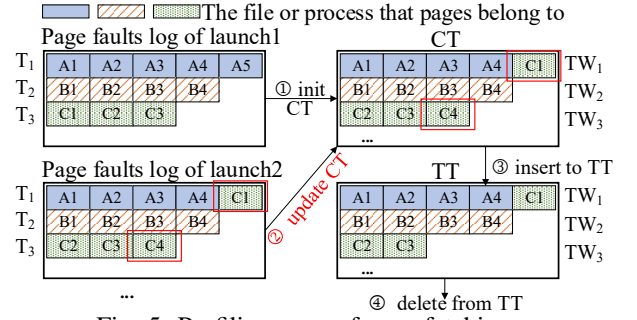 The file or process that pages belong to
Page faults log of launch1
T1 A1 A2 A3 A4 A5
T2 B1 B2 B3 B4
T3 C1 C2 C3
① init
CT
CT
A1 A2 A3 A4 C1 TW1
B1 B2 B3 B4 TW2
C2 C3 C4 TW3
...
Page faults log of launch2
T1 A1 A2 A3 A4 C1
T2 B1 B2 B3 B4
T3 C2 C3 C4
...
② update CT
③ insert to TT
TT
A1 A2 A3 A4 C1 TW1
B1 B2 B3 B4 TW2
C2 C3 TW3
...
④ delete from TT